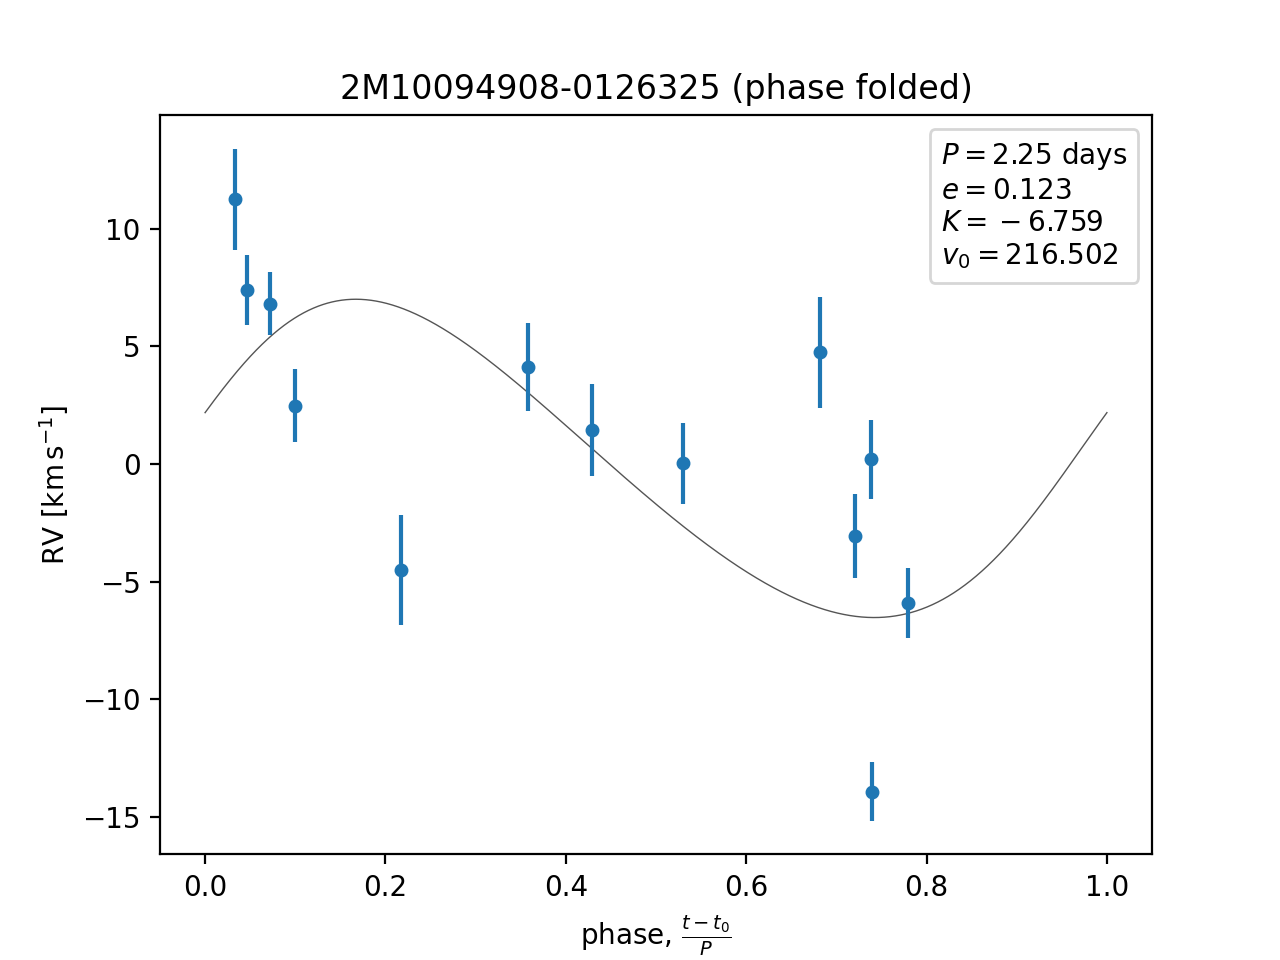 2M10094908-0126325 (phase folded)
P = 2.25 days
e = 0.123
K = −6.759
v₀ = 216.502
RV [km s⁻¹]
10
5
0
−5
−10
−15
0.0 0.2 0.4 0.6 0.8 1.0
phase, (t − t₀)/P